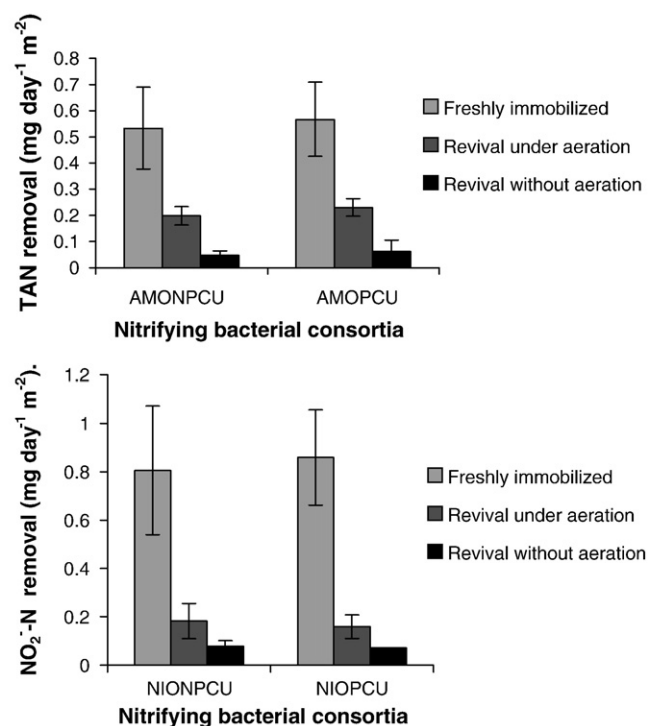 TAN removal (mg day⁻¹ m⁻²)
0.8
0.7
0.6
0.5
0.4
0.3
0.2
0.1
0
AMONPCU AMOPCU
Nitrifying bacterial consortia
Freshly immobilized
Revival under aeration
Revival without aeration
NO₂⁻-N removal (mg day⁻¹ m⁻²).
1.2
1
0.8
0.6
0.4
0.2
0
NIONPCU NIOPCU
Nitrifying bacterial consortia
Freshly immobilized
Revival under aeration
Revival without aeration